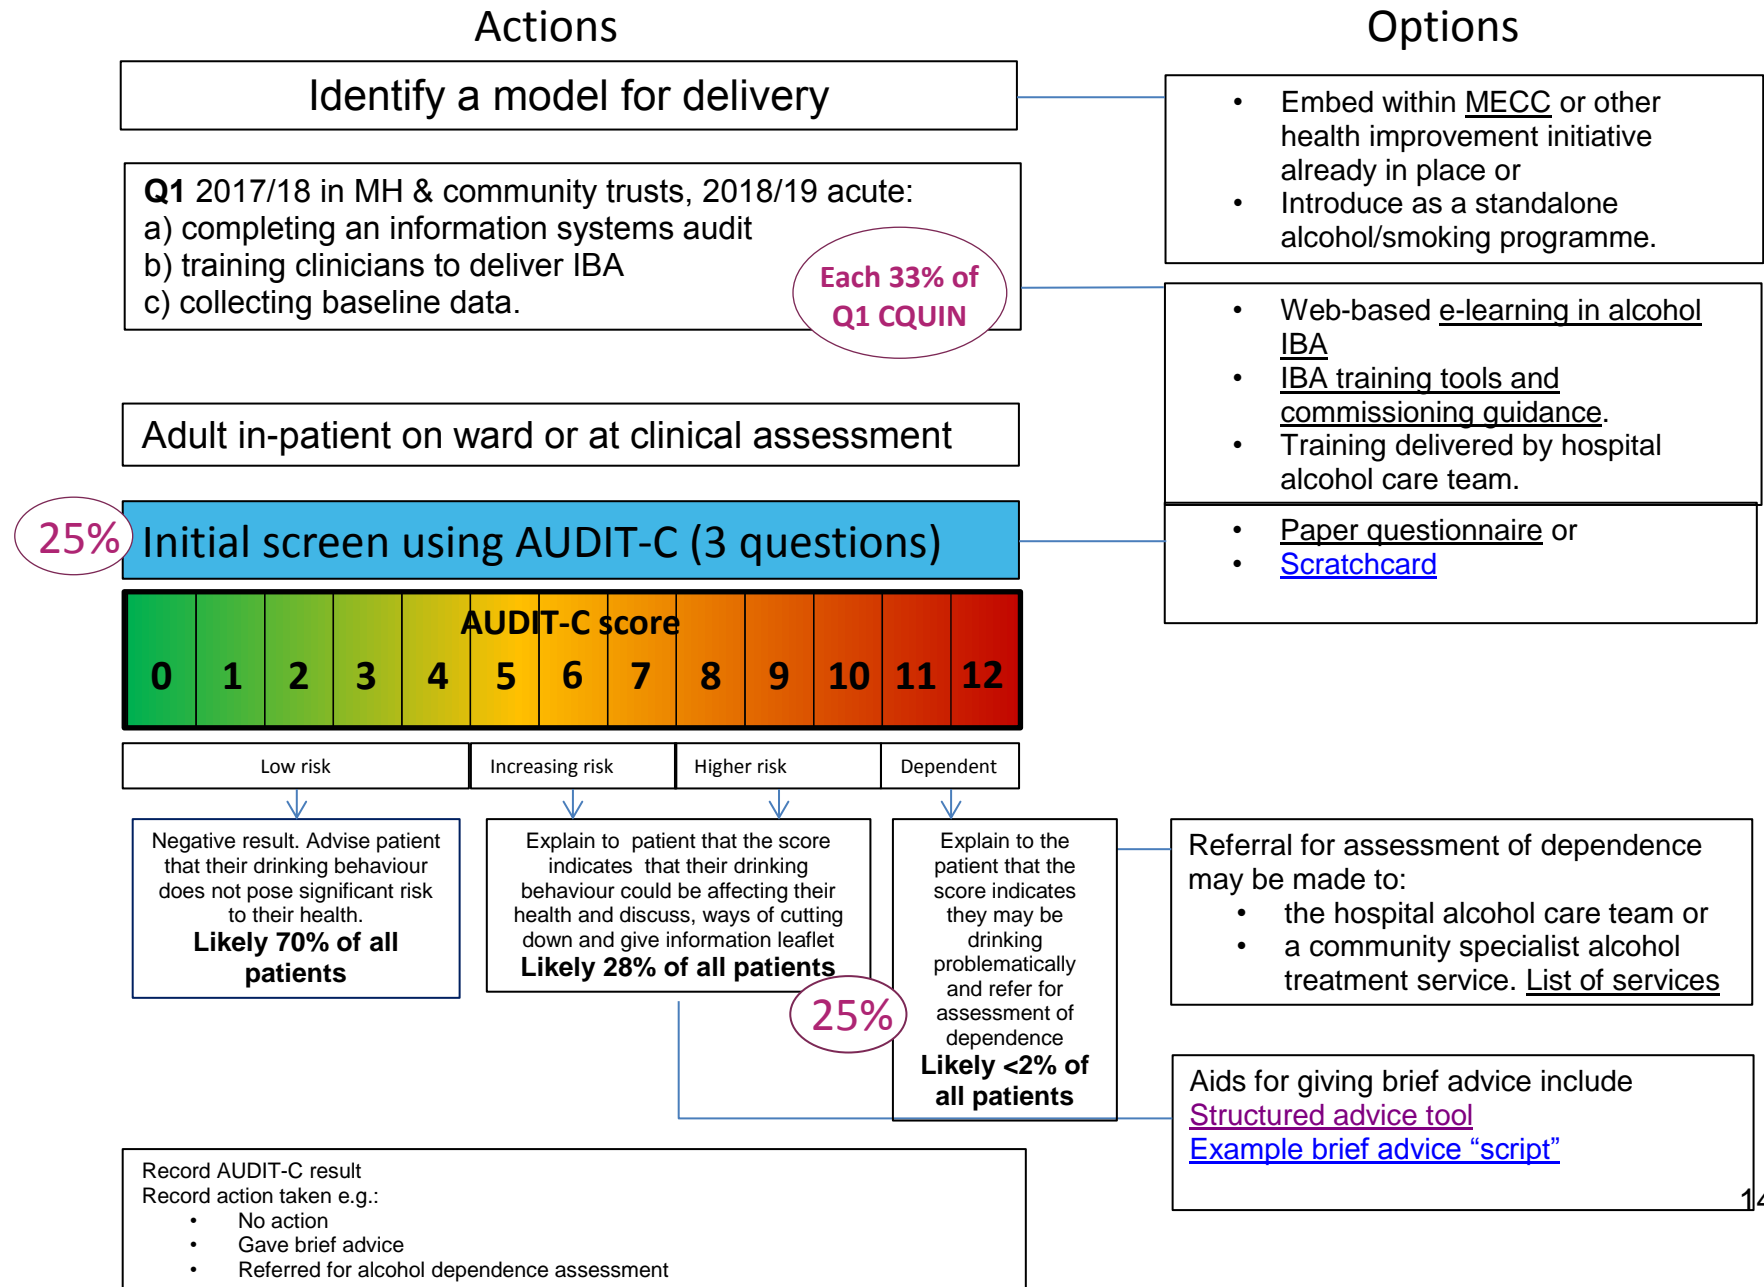 Actions
Options
Identify a model for delivery
• Embed within MECC or other
health improvement initiative
already in place or
• Introduce as a standalone
alcohol/smoking programme.
Q1 2017/18 in MH & community trusts, 2018/19 acute:
a) completing an information systems audit
b) training clinicians to deliver IBA
c) collecting baseline data.
Each 33% of
Q1 CQUIN
• Web-based e-learning in alcohol
IBA
• IBA training tools and
commissioning guidance.
• Training delivered by hospital
alcohol care team.
Adult in-patient on ward or at clinical assessment
25%
Initial screen using AUDIT-C (3 questions)
• Paper questionnaire or
• Scratchcard
AUDIT-C score
0 1 2 3 4 5 6 7 8 9 10 11 12
Low risk
Increasing risk
Higher risk
Dependent
Negative result. Advise patient
that their drinking behaviour
does not pose significant risk
to their health.
Likely 70% of all
patients
Explain to patient that the score
indicates that their drinking
behaviour could be affecting their
health and discuss, ways of cutting
down and give information leaflet
Likely 28% of all patients
25%
Explain to the
patient that the
score indicates
they may be
drinking
problematically
and refer for
assessment of
dependence
Likely <2% of
all patients
Referral for assessment of dependence
may be made to:
• the hospital alcohol care team or
• a community specialist alcohol
treatment service. List of services
Aids for giving brief advice include
Structured advice tool
Example brief advice “script”
Record AUDIT-C result
Record action taken e.g.:
• No action
• Gave brief advice
• Referred for alcohol dependence assessment
14